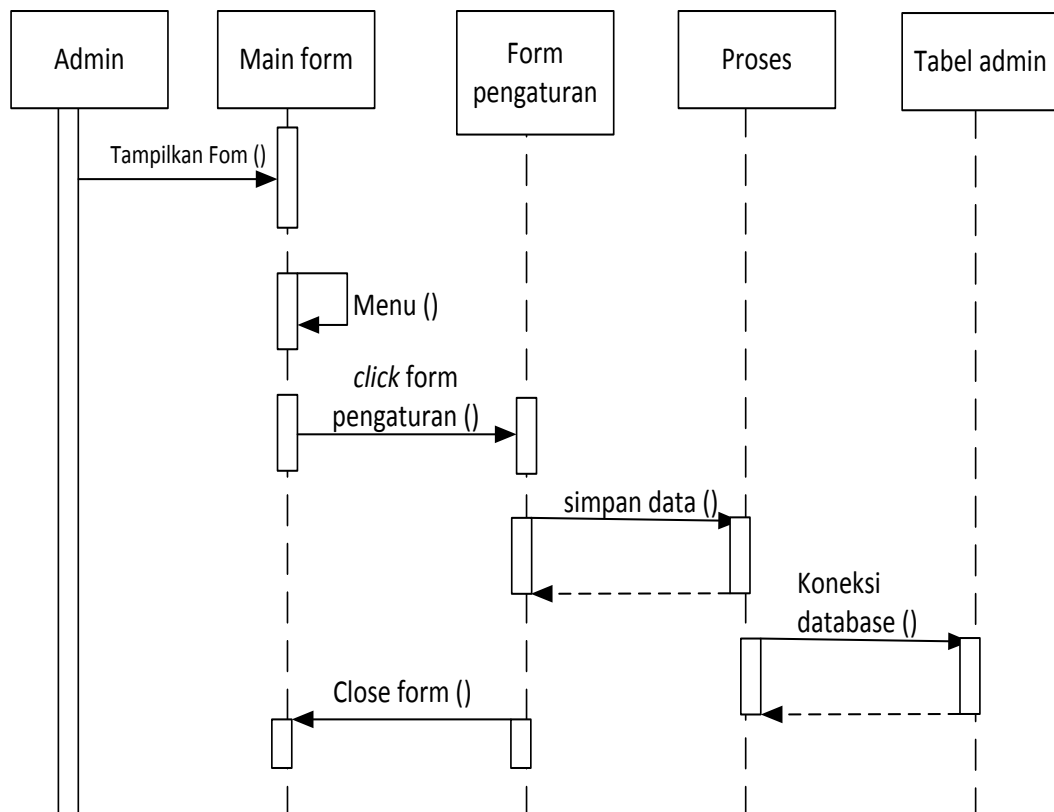 Admin
Main form
Form
pengaturan
Proses
Tabel admin
Tampilkan Fom ()
Menu ()
click form
pengaturan ()
simpan data ()
Koneksi
database ()
Close form ()